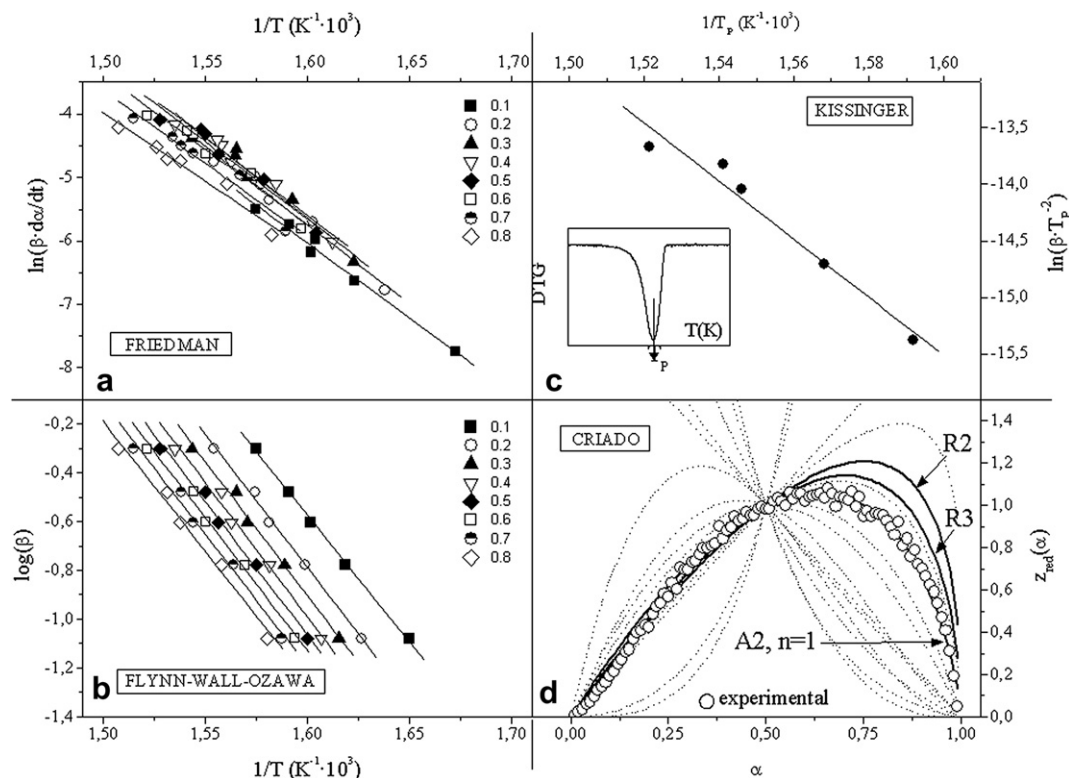 1/T (K⁻¹·10³)
1,50 1,55 1,60 1,65 1,70
-4
-5
-6
-7
-8
ln(β·dα/dt)
0.1
0.2
0.3
0.4
0.5
0.6
0.7
0.8
FRIEDMAN
a
1/T_P (K⁻¹·10³)
1,50 1,52 1,54 1,56 1,58 1,60
KISSINGER
-13,5
-14,0
-14,5
-15,0
-15,5
ln(β·T_P⁻²)
DTG
T(K)
T_P
c
-0,2
-0,4
-0,6
-0,8
-1,0
-1,2
-1,4
log(β)
0.1
0.2
0.3
0.4
0.5
0.6
0.7
0.8
b
FLYNN-WALL-OZAWA
1,50 1,55 1,60 1,65 1,70
1/T (K⁻¹·10³)
CRIADO
R2
R3
A2, n=1
experimental
d
1,4
1,2
1,0
0,8
0,6
0,4
0,2
0,0
z_red(α)
0,00 0,25 0,50 0,75 1,00
α